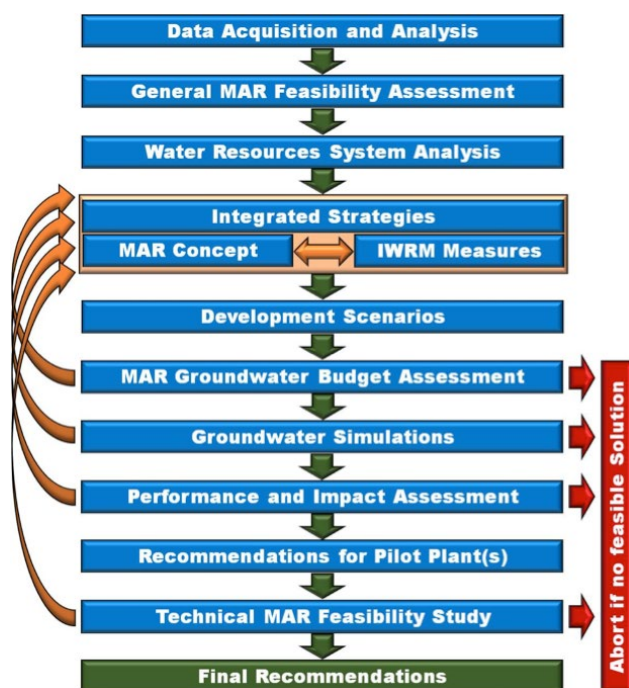 Data Acquisition and Analysis
General MAR Feasibility Assessment
Water Resources System Analysis
Integrated Strategies
MAR Concept
IWRM Measures
Development Scenarios
MAR Groundwater Budget Assessment
Groundwater Simulations
Performance and Impact Assessment
Recommendations for Pilot Plant(s)
Technical MAR Feasibility Study
Final Recommendations
Abort if no feasible Solution